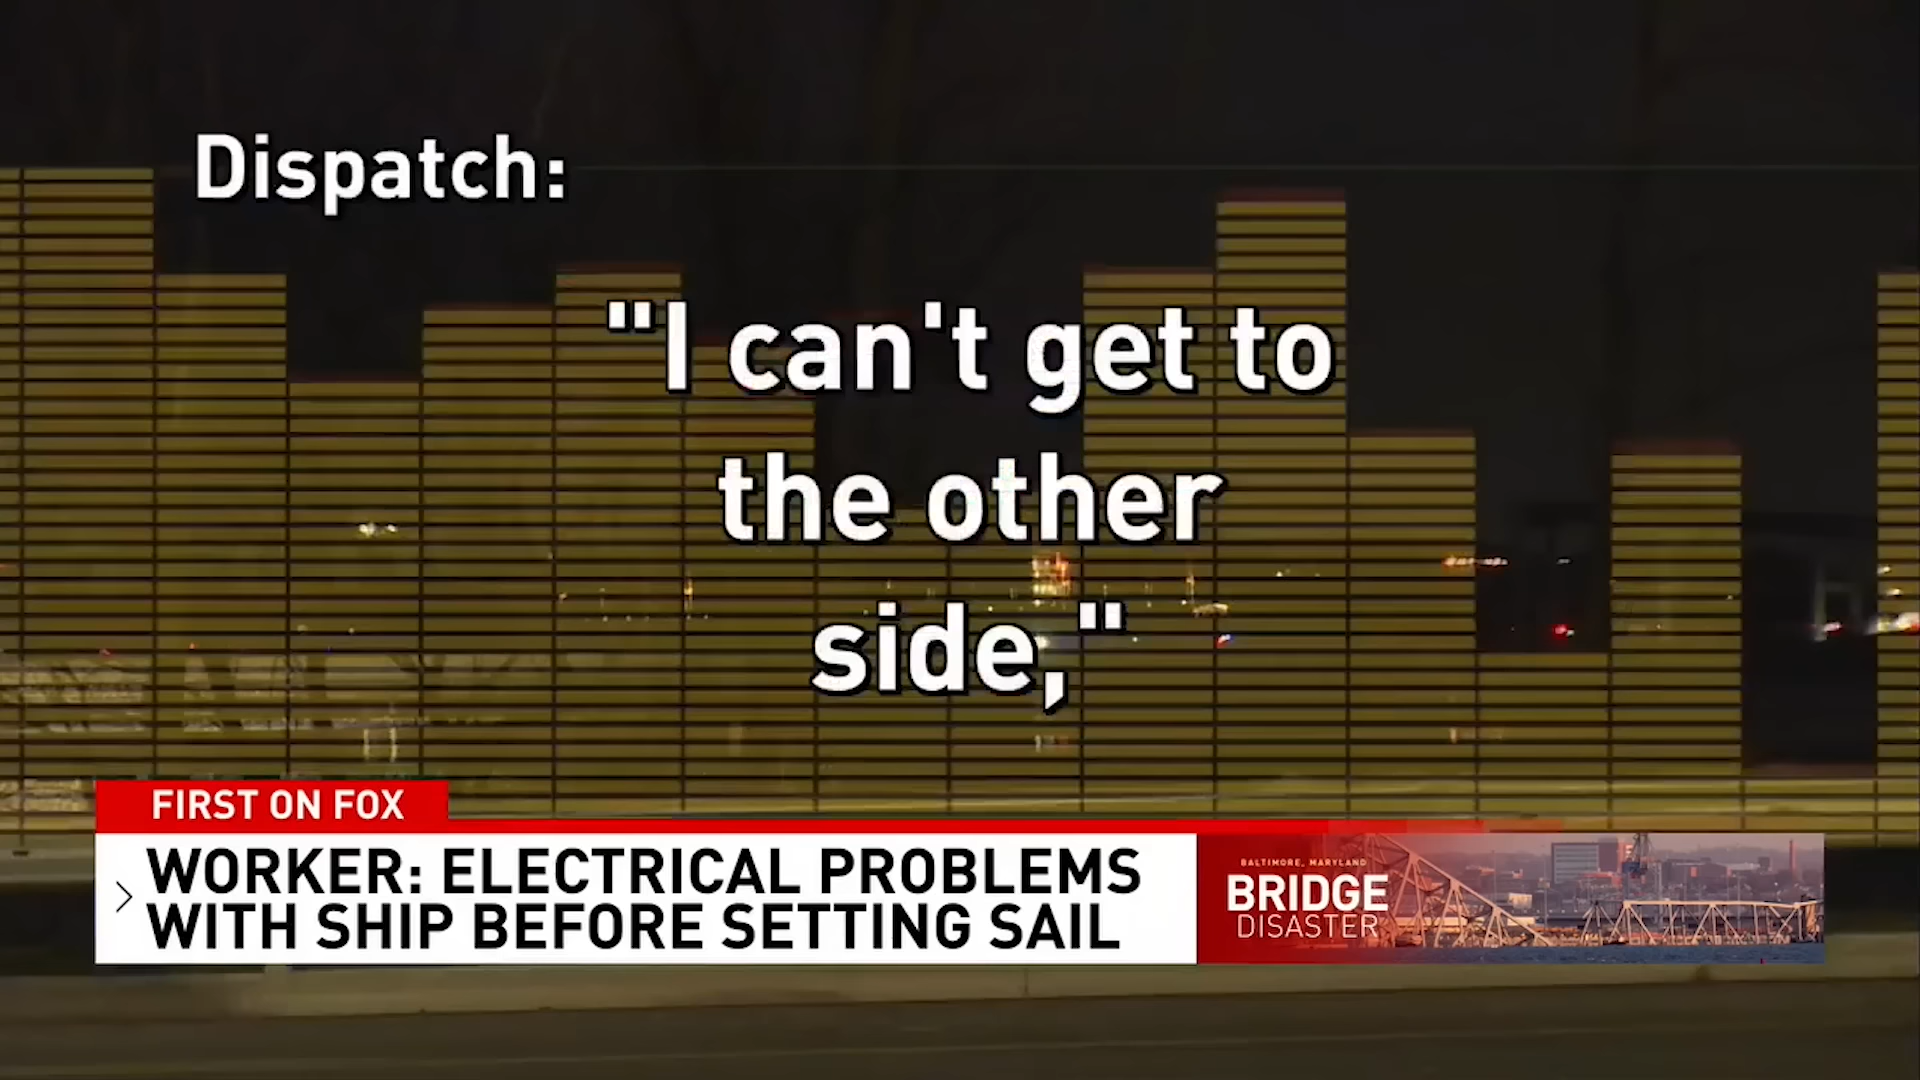 Dispatch:
"I can't get to
the other
side,"
FIRST ON FOX
WORKER: ELECTRICAL PROBLEMS
WITH SHIP BEFORE SETTING SAIL
BALTIMORE, MARYLAND
BRIDGE
DISASTER